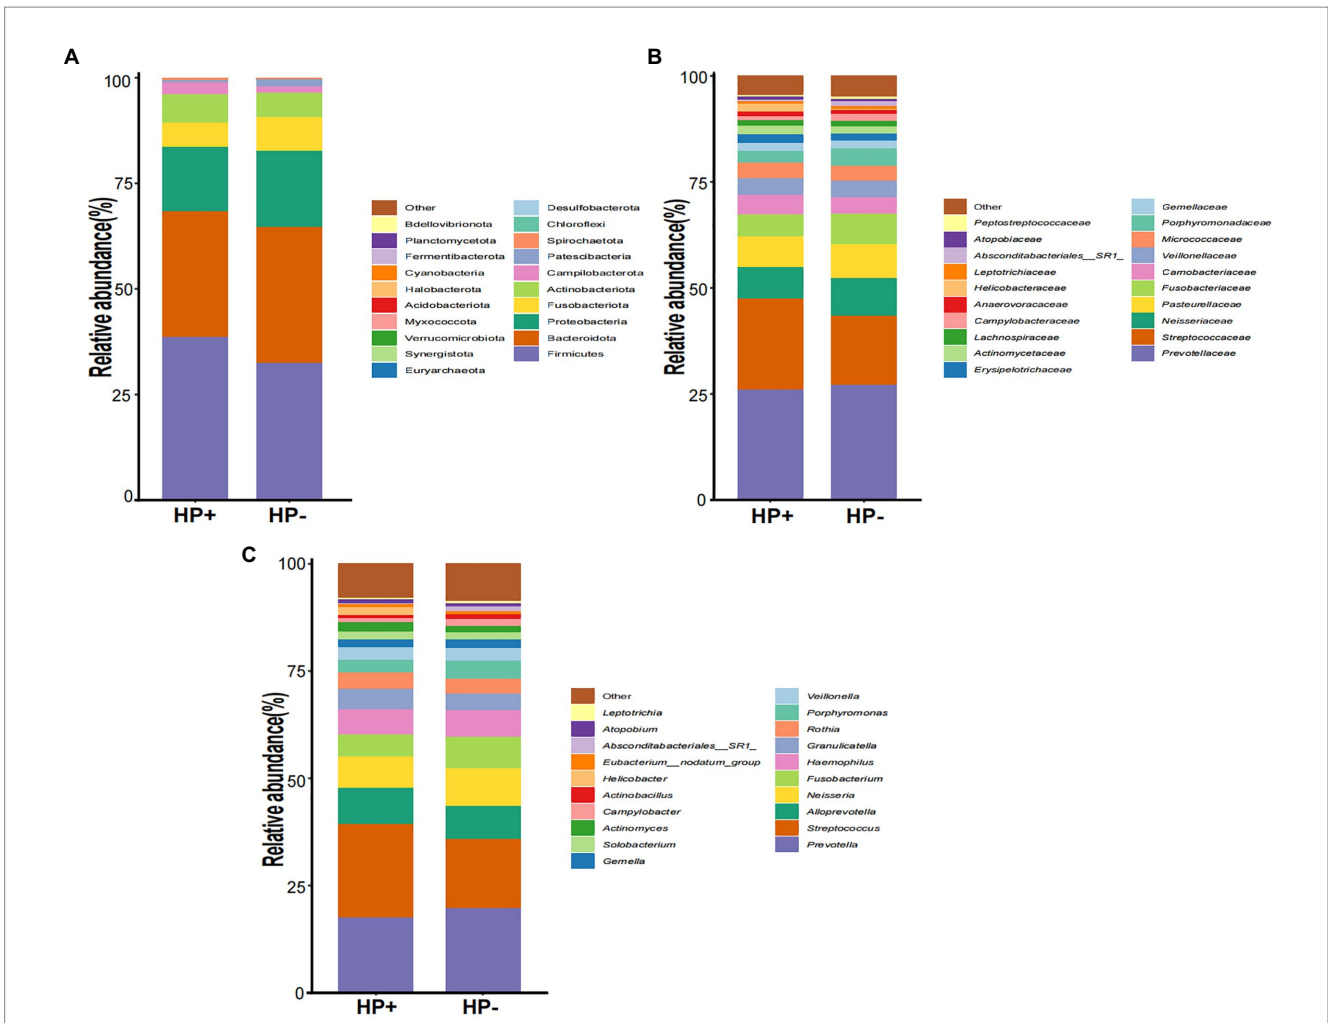 A
Relative abundance(%)
100
75
50
25
0
HP+
HP-
Other
Bdellovibrionota
Planctomycetota
Fermentibacterota
Cyanobacteria
Halobacterota
Acidobacteriota
Myxococcota
Verrucomicrobiota
Synergistota
Euryarchaeota
Desulfobacterota
Chloroflexi
Spirochaetota
Patescibacteria
Campilobacterota
Actinobacteriota
Fusobacteriota
Proteobacteria
Bacteroidota
Firmicutes
B
Relative abundance(%)
100
75
50
25
0
HP+
HP-
Other
Peptostreptococcaceae
Atopobiaceae
Absconditabacteriales__SR1_
Leptotrichiaceae
Helicobacteraceae
Anaerovoracaceae
Campylobacteraceae
Lachnospiraceae
Actinomycetaceae
Erysipelotrichaceae
Gemellaceae
Porphyromonadaceae
Micrococcaceae
Veillonellaceae
Carnobacteriaceae
Fusobacteriaceae
Pasteurellaceae
Neisseriaceae
Streptococcaceae
Prevotellaceae
C
Relative abundance(%)
100
75
50
25
0
HP+
HP-
Other
Leptotrichia
Atopobium
Absconditabacteriales__SR1_
Eubacterium__nodatum_group
Helicobacter
Actinobacillus
Campylobacter
Actinomyces
Solobacterium
Gemella
Veillonella
Porphyromonas
Rothia
Granulicatella
Haemophilus
Fusobacterium
Neisseria
Alloprevotella
Streptococcus
Prevotella